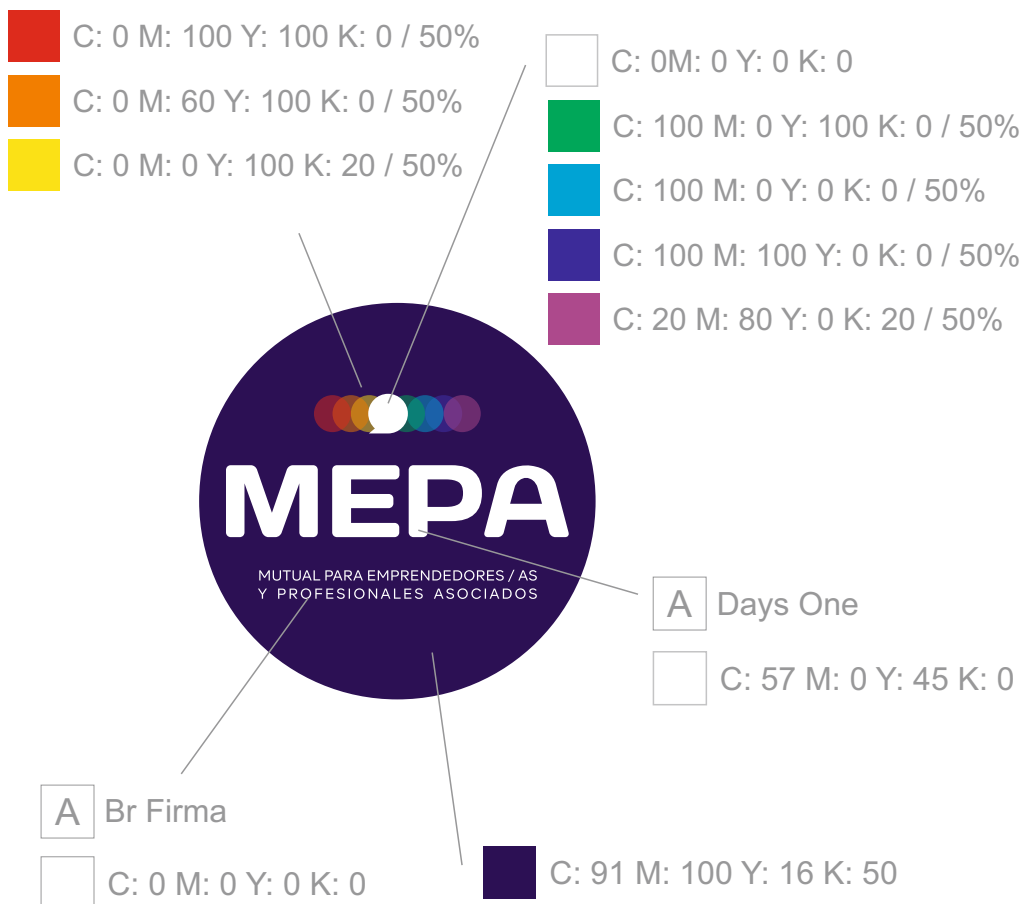 C: 0 M: 100 Y: 100 K: 0 / 50%
C: 0 M: 60 Y: 100 K: 0 / 50%
C: 0 M: 0 Y: 100 K: 20 / 50%
C: 0M: 0 Y: 0 K: 0
C: 100 M: 0 Y: 100 K: 0 / 50%
C: 100 M: 0 Y: 0 K: 0 / 50%
C: 100 M: 100 Y: 0 K: 0 / 50%
C: 20 M: 80 Y: 0 K: 20 / 50%
MEPA
MUTUAL PARA EMPRENDEDORES / AS
Y PROFESIONALES ASOCIADOS
A Days One
C: 57 M: 0 Y: 45 K: 0
A Br Firma
C: 0 M: 0 Y: 0 K: 0
C: 91 M: 100 Y: 16 K: 50